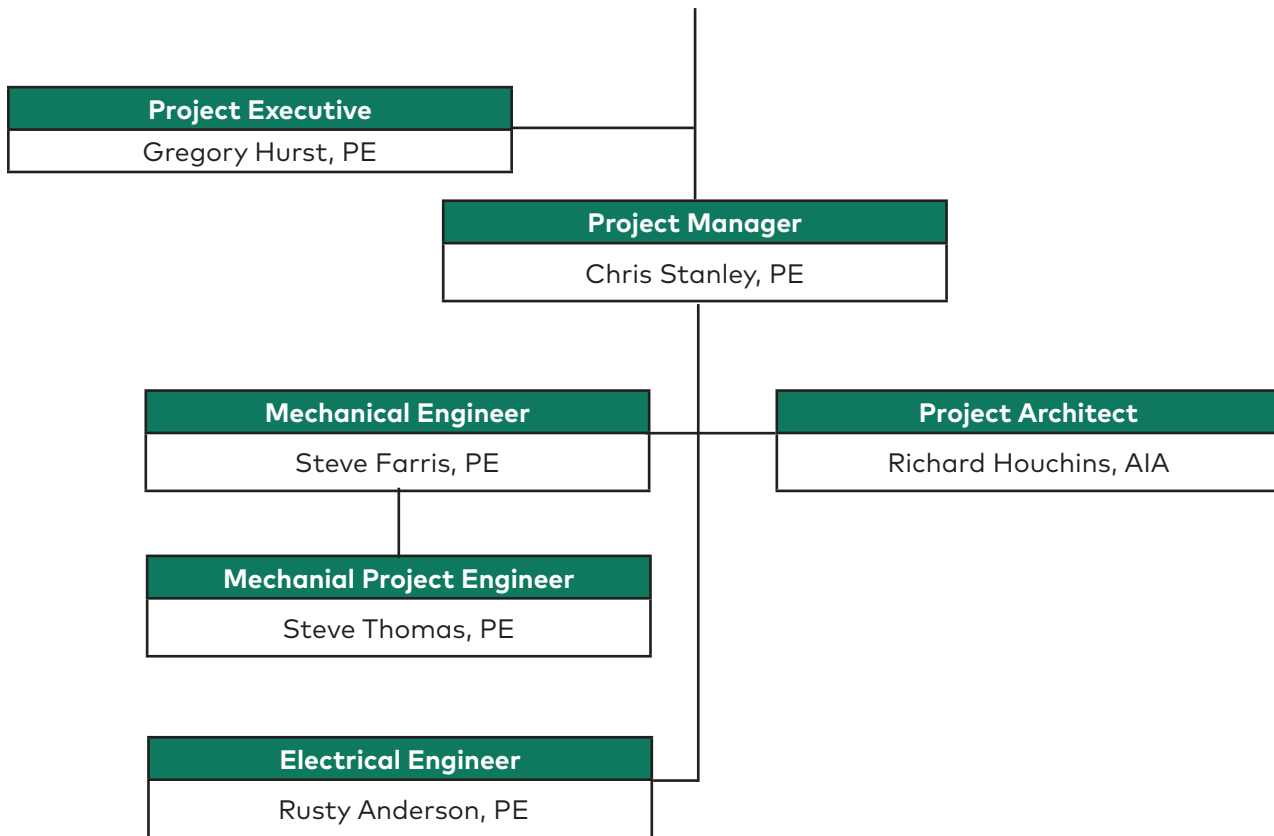 Project Executive
Gregory Hurst, PE
Project Manager
Chris Stanley, PE
Mechanical Engineer
Steve Farris, PE
Project Architect
Richard Houchins, AIA
Mechanial Project Engineer
Steve Thomas, PE
Electrical Engineer
Rusty Anderson, PE